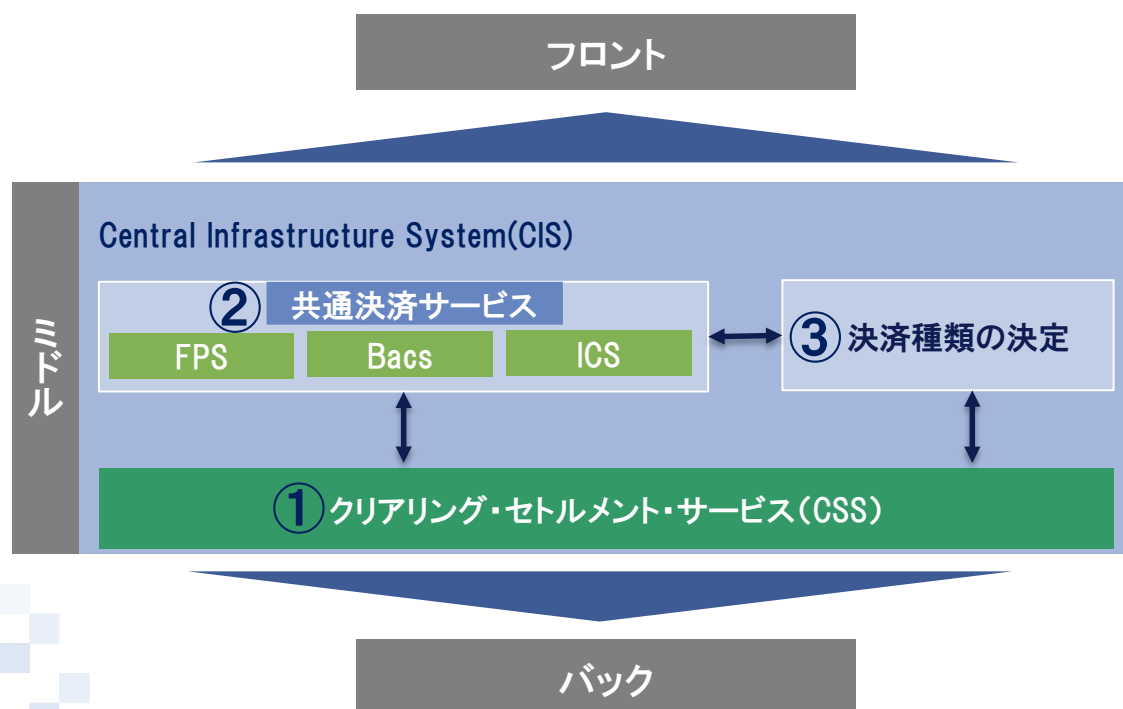 フロント
ミドル
Central Infrastructure System(CIS)
② 共通決済サービス
FPS
Bacs
ICS
③ 決済種類の決定
① クリアリング・セトルメント・サービス(CSS)
バック